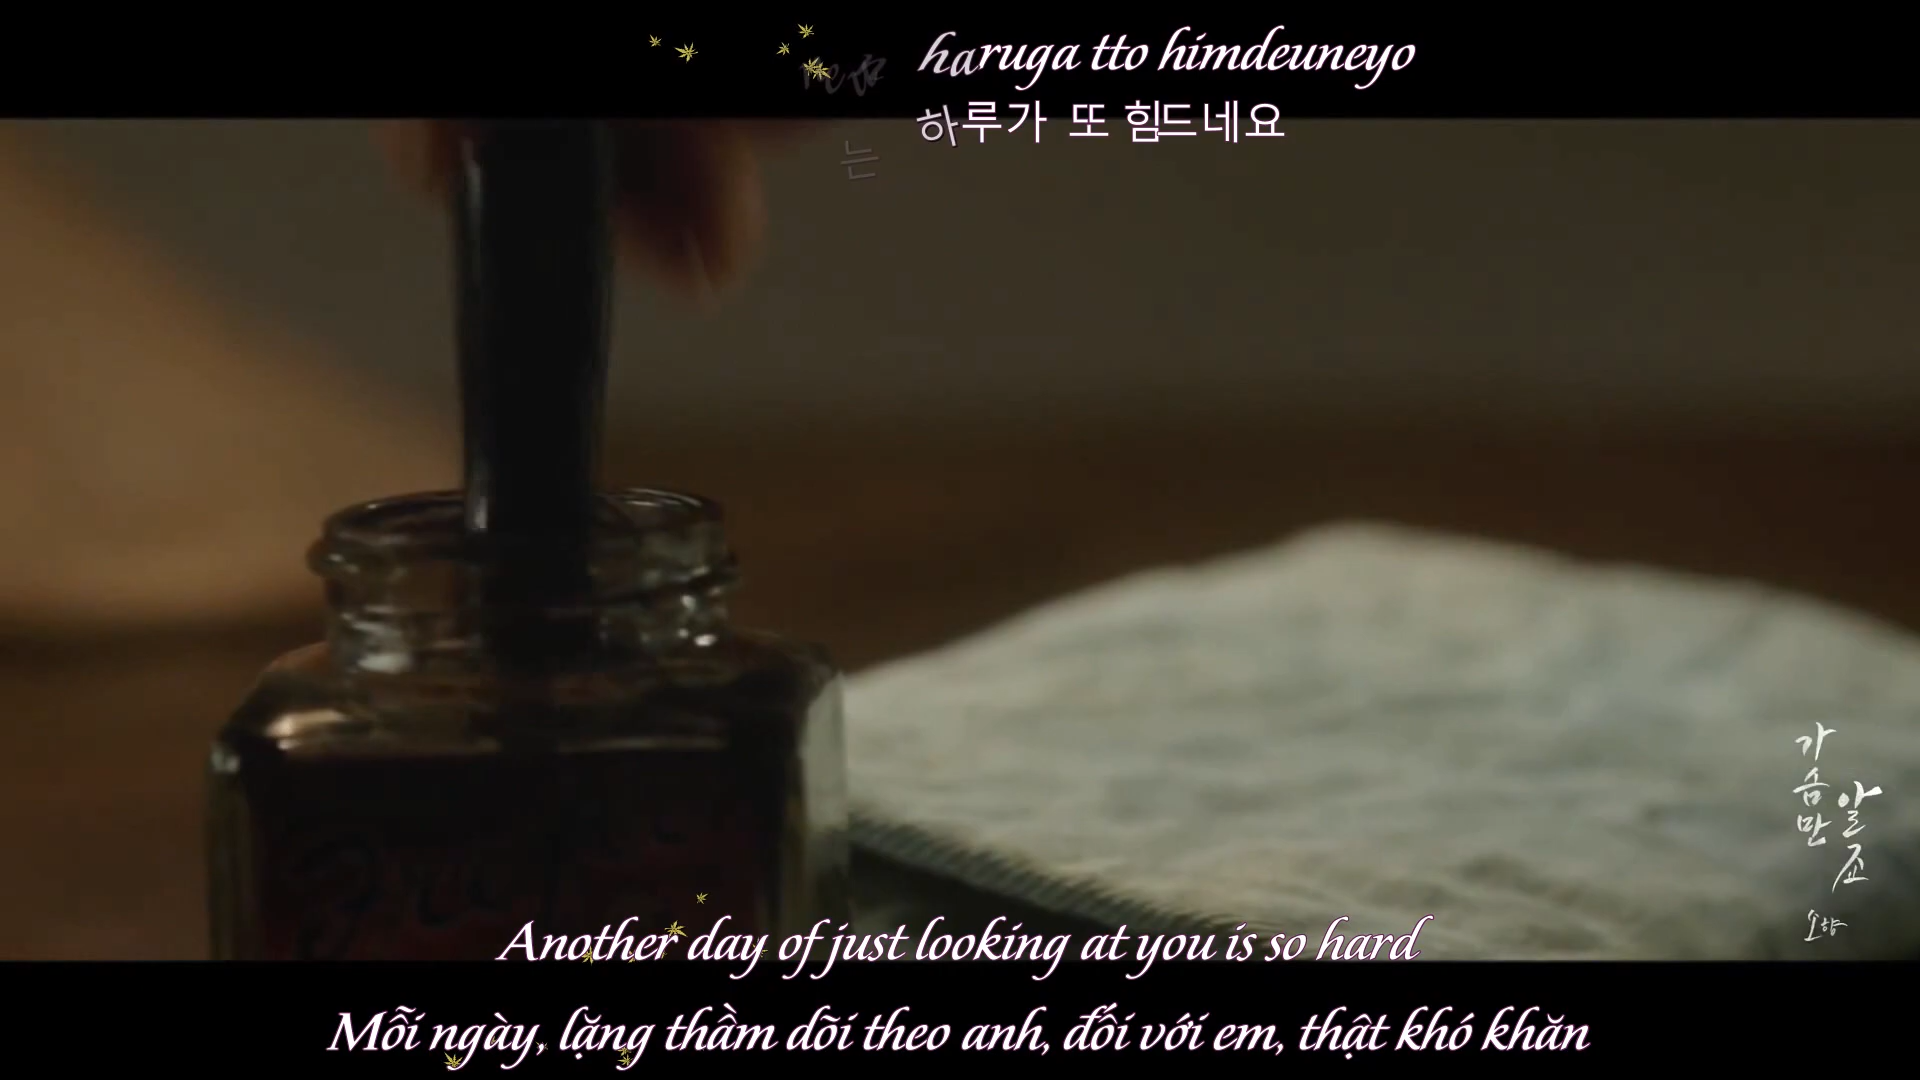 haruga tto himdeuneyo
는 하루가 또 힘드네요
가슴만
알죠
소향
Another day of just looking at you is so hard
Mỗi ngày, lặng thầm dõi theo anh, đối với em, thật khó khăn